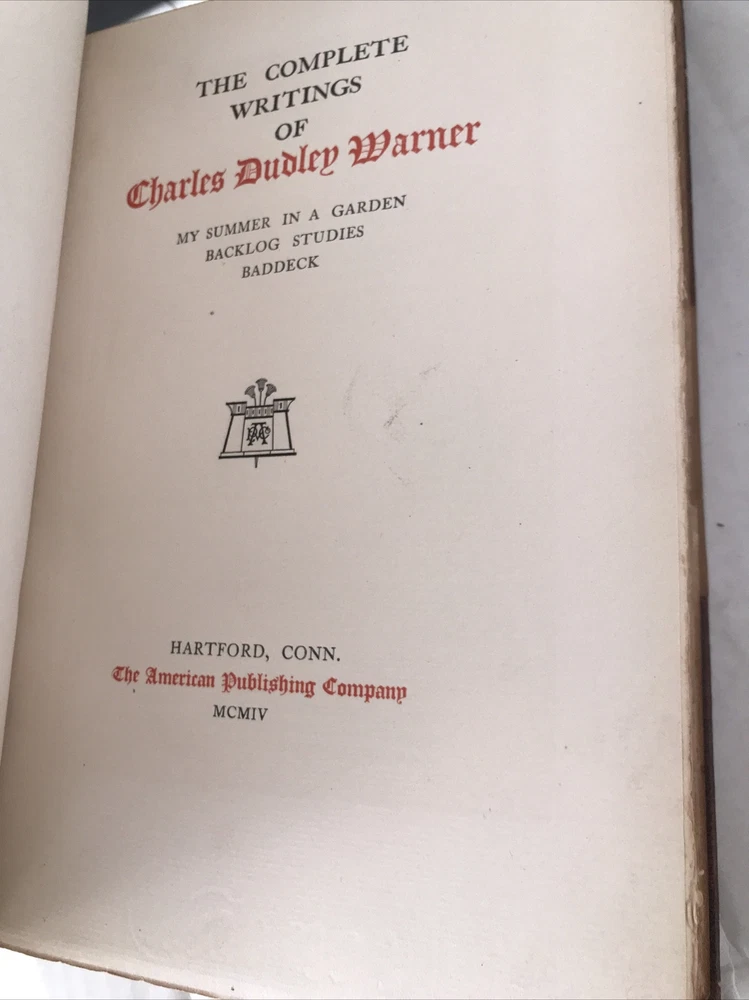 THE COMPLETE
WRITINGS
OF
Charles Dudley Warner
MY SUMMER IN A GARDEN
BACKLOG STUDIES
BADDECK
HARTFORD, CONN.
The American Publishing Company
MCMIV